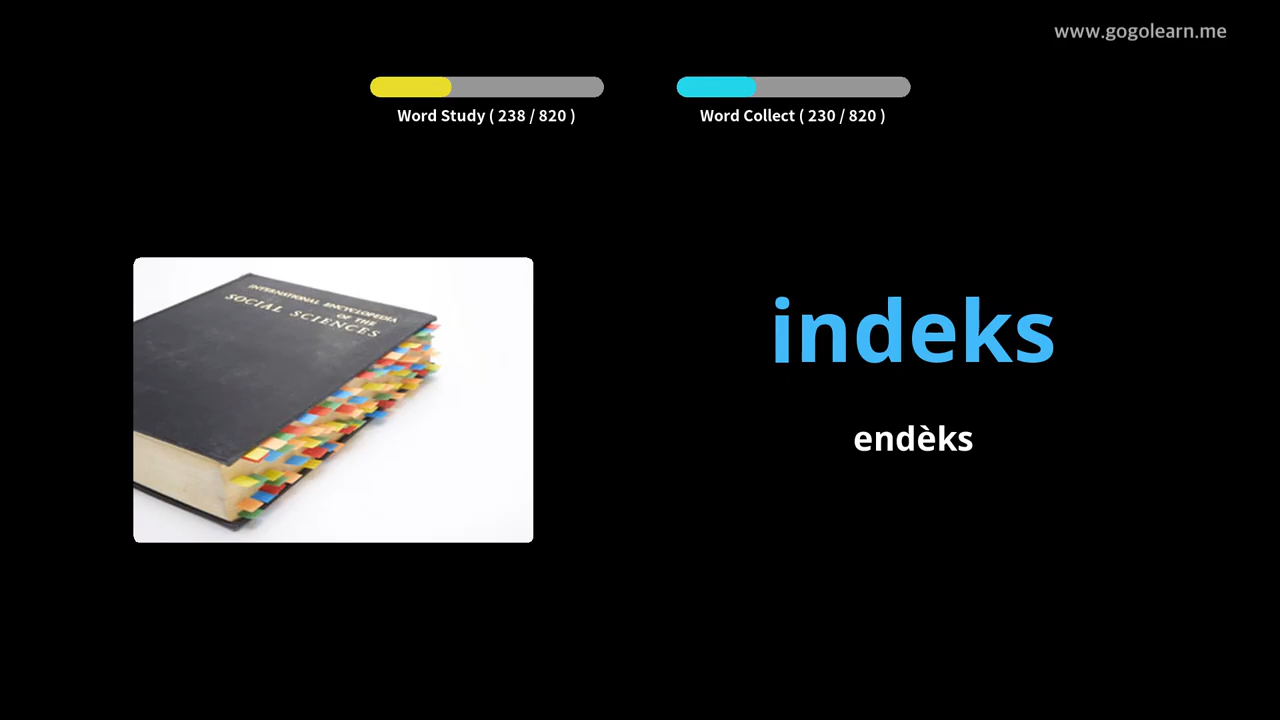 www.gogolearn.me
Word Study ( 238 / 820 )
Word Collect ( 230 / 820 )
INTERNATIONAL ENCYCLOPEDIA
OF THE
SOCIAL SCIENCES
indeks
endèks